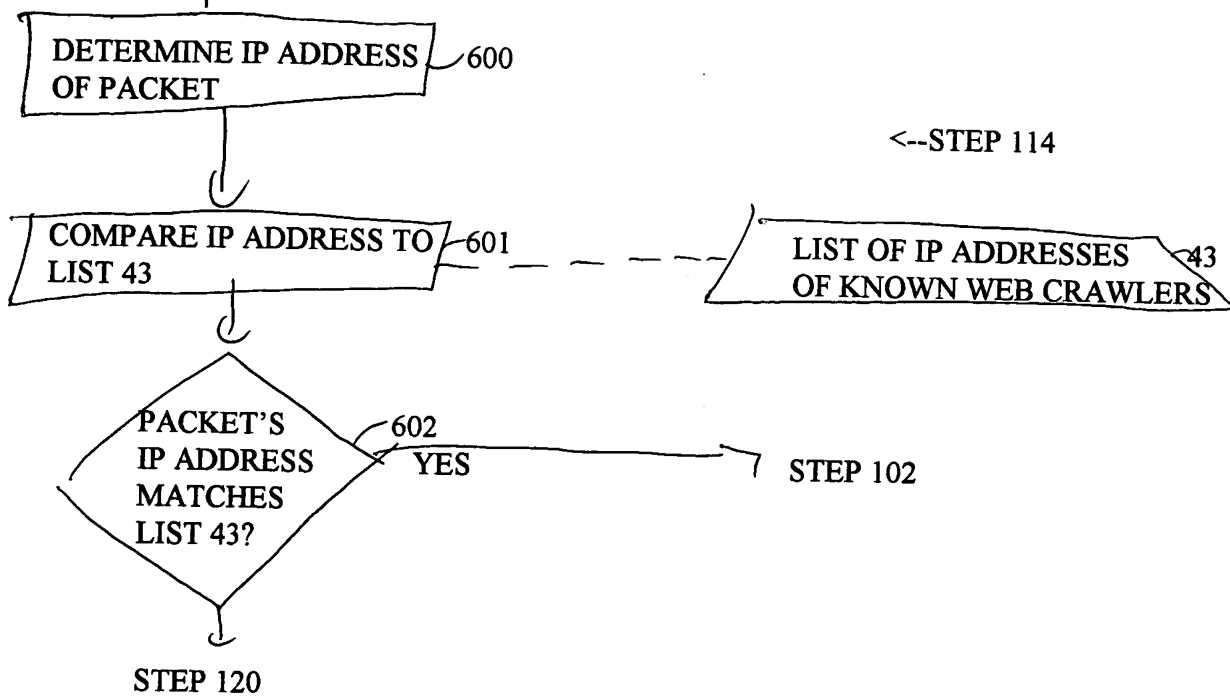 DETERMINE IP ADDRESS
OF PACKET
600
<--STEP 114
COMPARE IP ADDRESS TO
LIST 43
601
LIST OF IP ADDRESSES
OF KNOWN WEB CRAWLERS
43
PACKET'S
IP ADDRESS
MATCHES
LIST 43?
602
YES
STEP 102
STEP 120